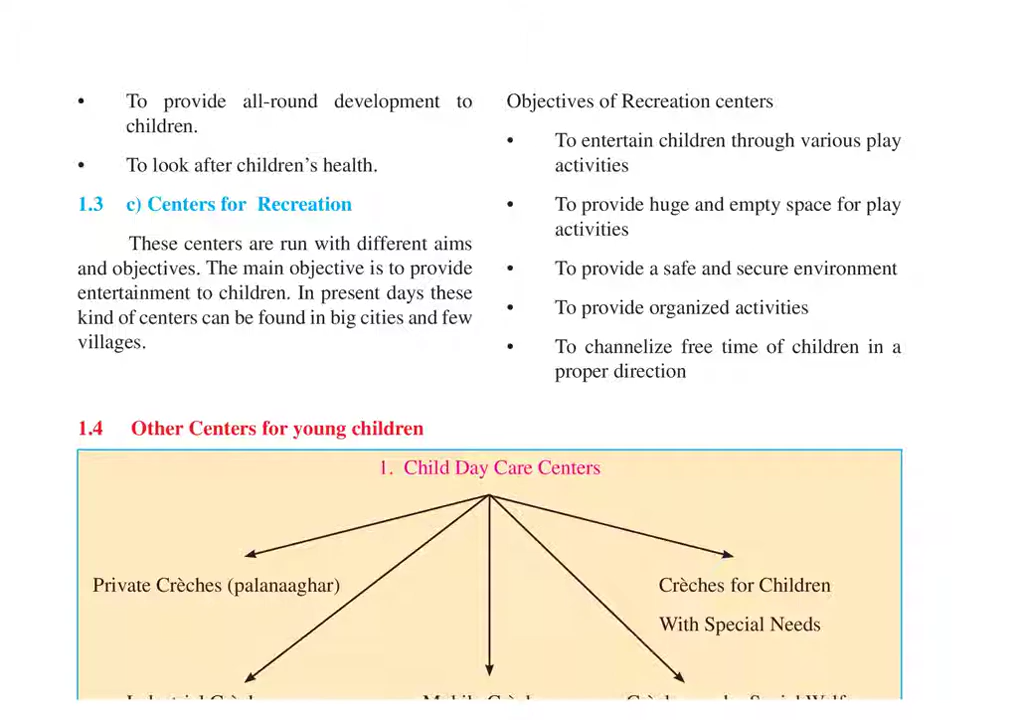 • To provide all-round development to
children.
• To look after children's health.
1.3 c) Centers for Recreation
These centers are run with different aims
and objectives. The main objective is to provide
entertainment to children. In present days these
kind of centers can be found in big cities and few
villages.
Objectives of Recreation centers
• To entertain children through various play
activities
• To provide huge and empty space for play
activities
• To provide a safe and secure environment
• To provide organized activities
• To channelize free time of children in a
proper direction
1.4 Other Centers for young children
1. Child Day Care Centers
Private Crèches (palanaaghar)
Crèches for Children
With Special Needs